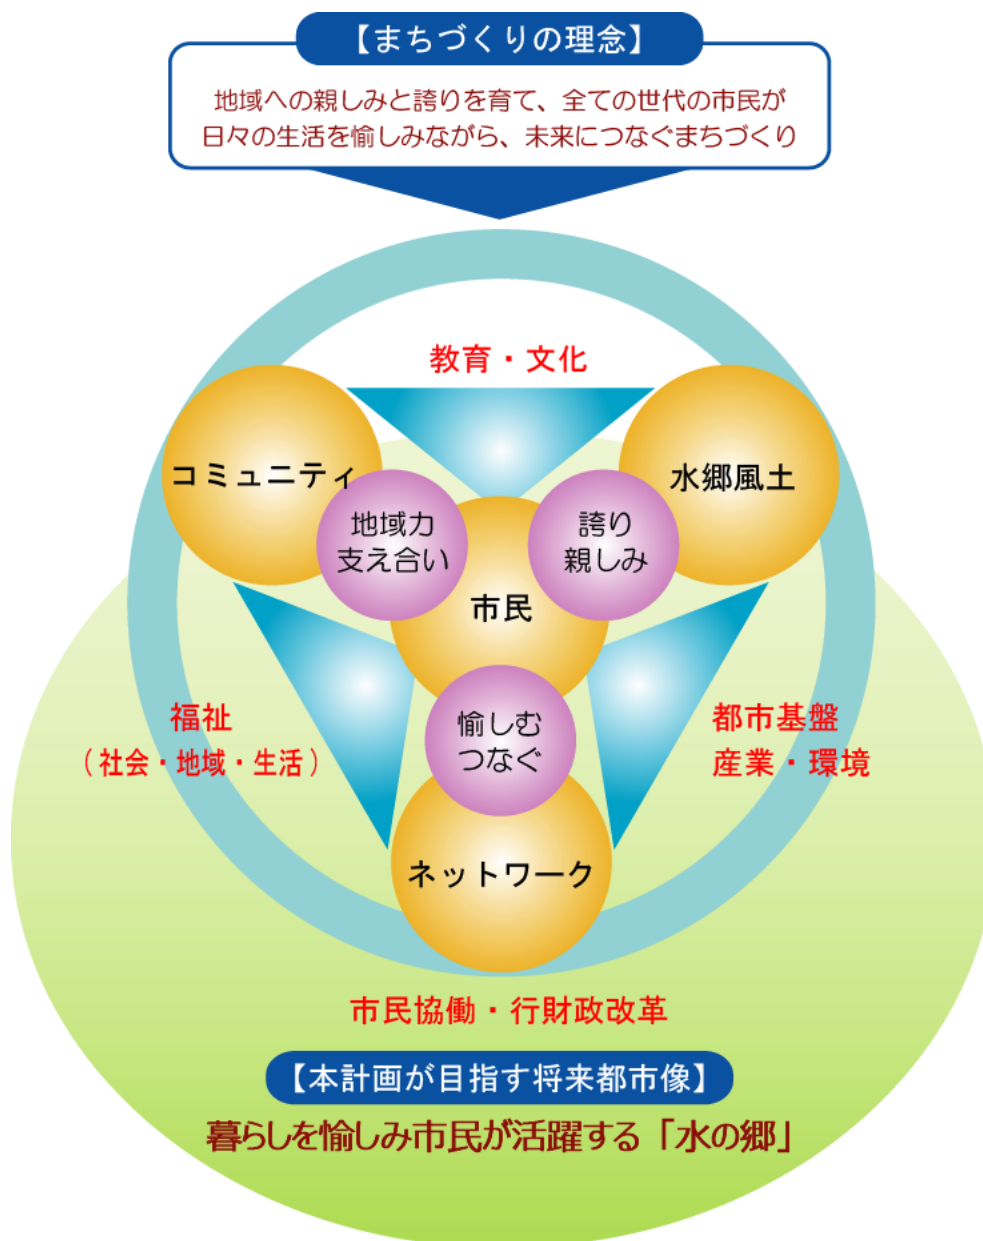 【まちづくりの理念】
地域への親しみと誇りを育て、全ての世代の市民が
日々の生活を愉しみながら、未来につなぐまちづくり
教育・文化
コミュニティ
水郷風土
地域力
支え合い
誇り
親しみ
市民
愉しむ
つなぐ
福祉
（社会・地域・生活）
都市基盤
産業・環境
ネットワーク
市民協働・行財政改革
【本計画が目指す将来都市像】
暮らしを愉しみ市民が活躍する「水の郷」